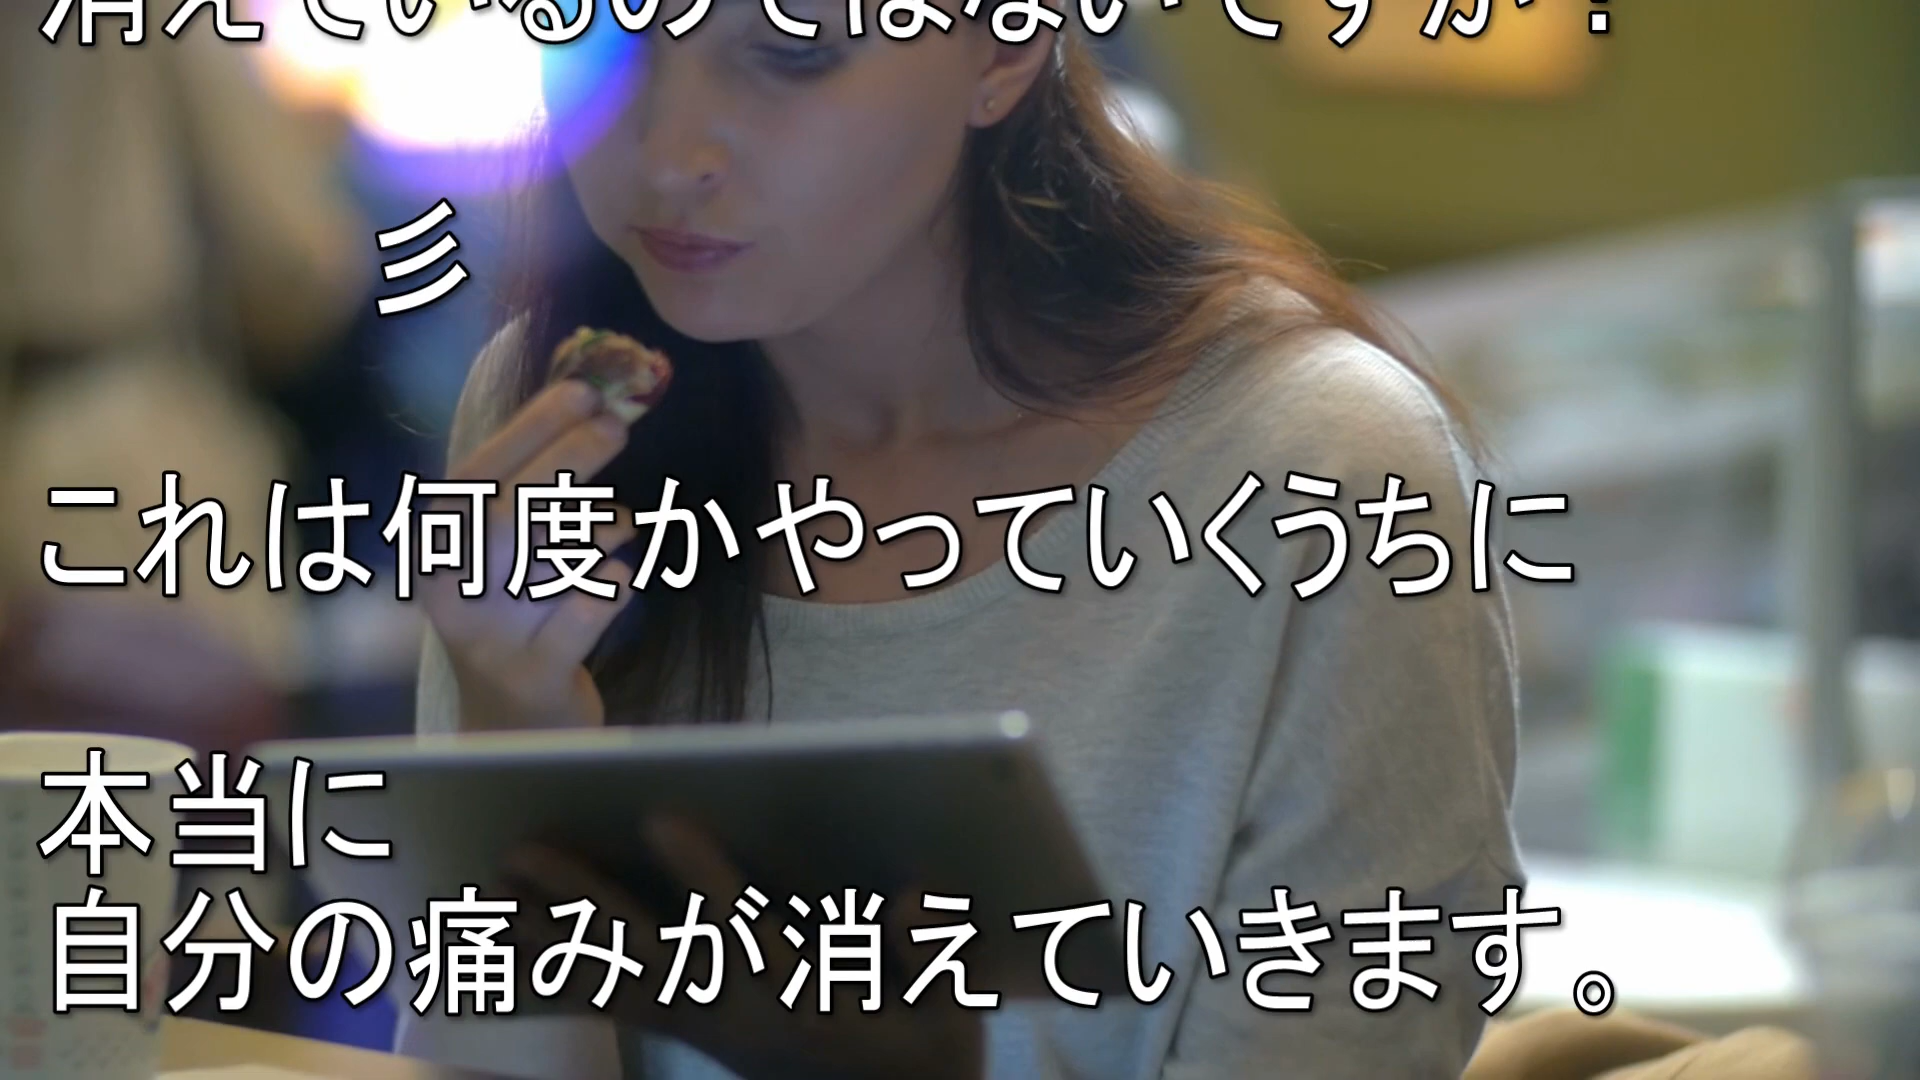 消えているのではないですか？
彡
これは何度かやっていくうちに
本当に
自分の痛みが消えていきます。